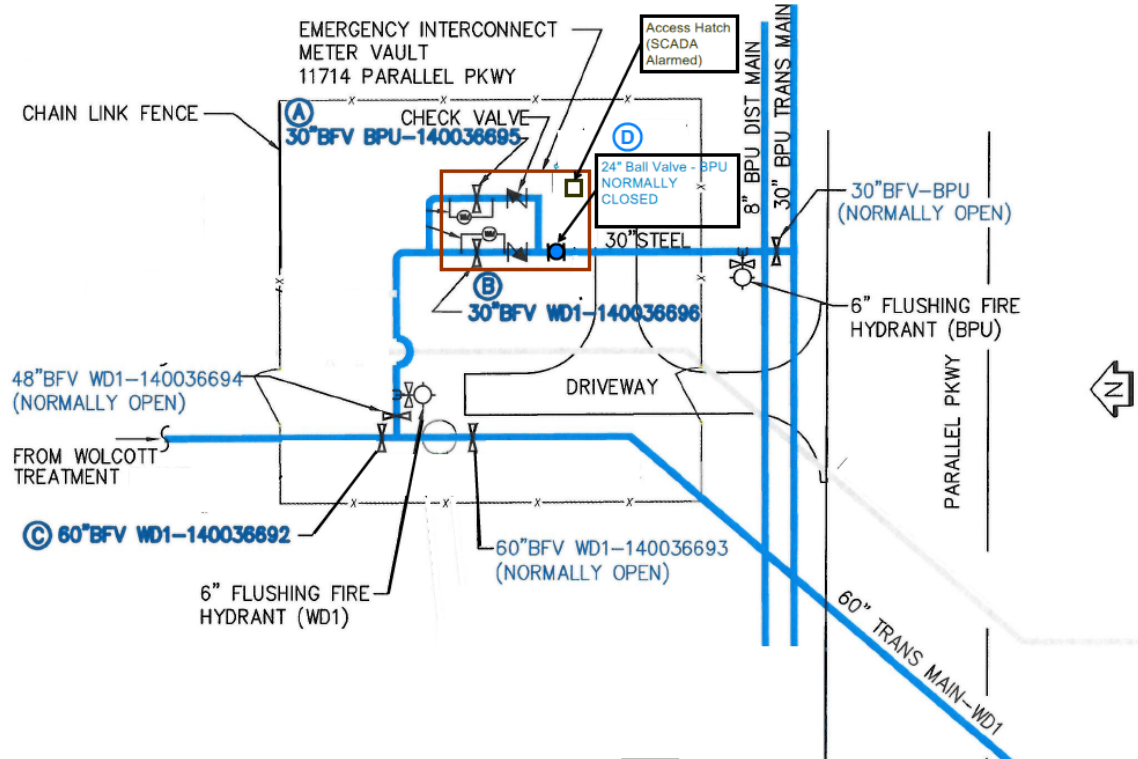 EMERGENCY INTERCONNECT
METER VAULT
11714 PARALLEL PKWY
Access Hatch
(SCADA
Alarmed)
8" BPU DIST MAIN
30" BPU TRANS MAIN
CHAIN LINK FENCE
A
30"BFV BPU-140036695
CHECK VALVE
D
24" Ball Valve - BPU
NORMALLY
CLOSED
30"BFV-BPU
(NORMALLY OPEN)
30"STEEL
B
30"BFV WD1-140036696
6" FLUSHING FIRE
HYDRANT (BPU)
48"BFV WD1-140036694
(NORMALLY OPEN)
DRIVEWAY
PARALLEL PKWY
N
FROM WOLCOTT
TREATMENT
C 60"BFV WD1-140036692
60"BFV WD1-140036693
(NORMALLY OPEN)
6" FLUSHING FIRE
HYDRANT (WD1)
60" TRANS MAIN-WD1